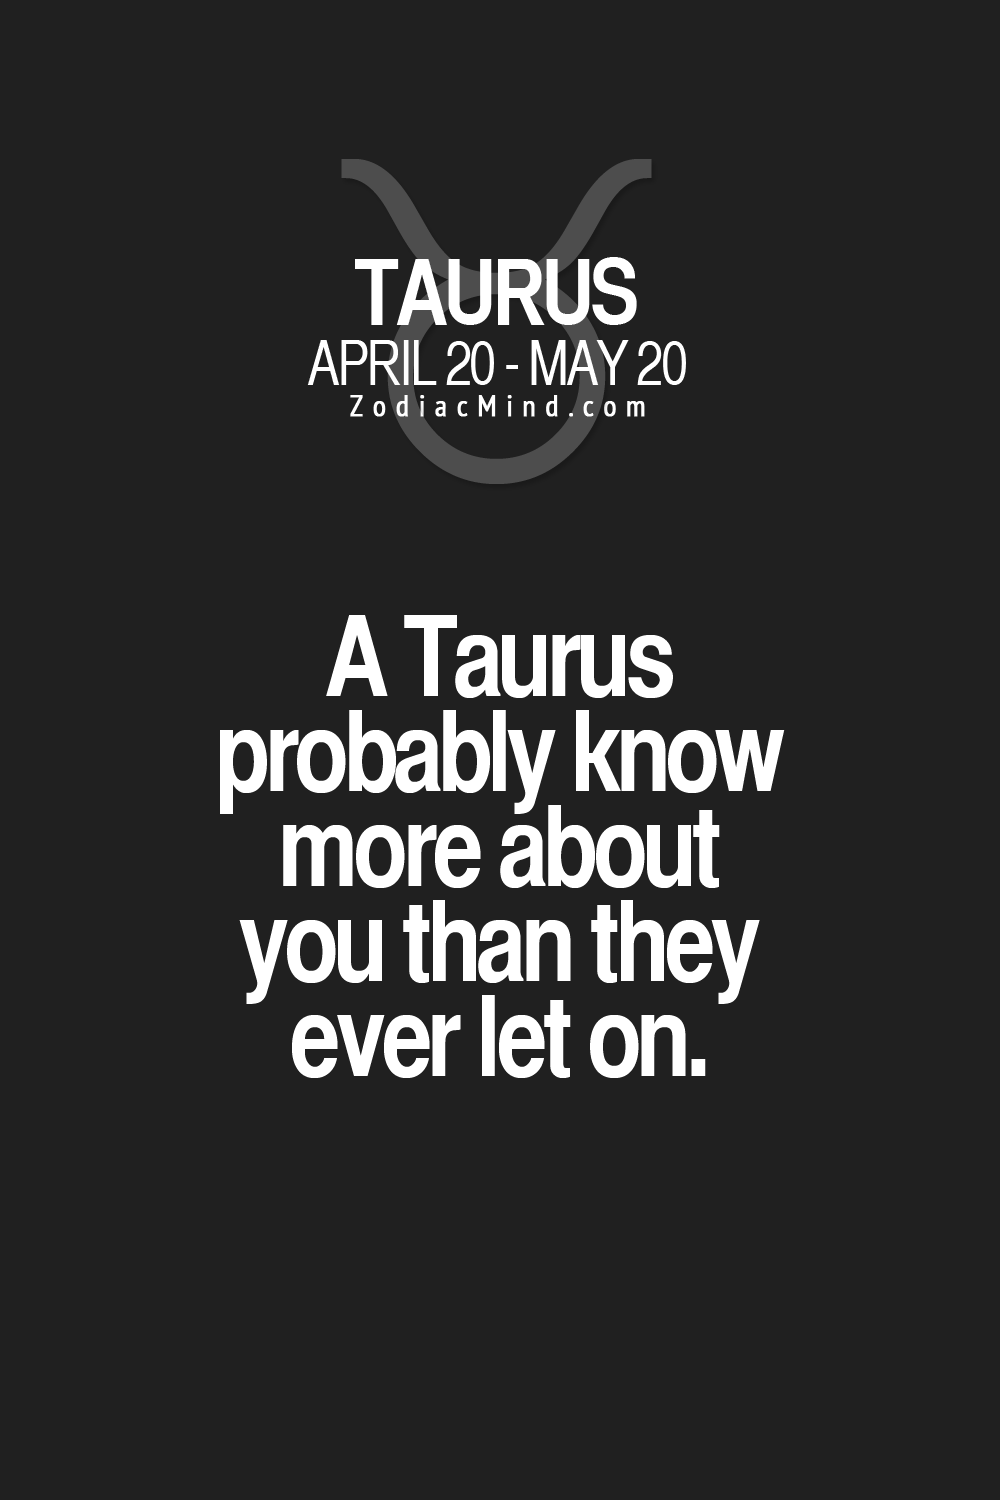 TAURUS
APRIL 20 - MAY 20
ZodiacMind.com
A Taurus
probably know
more about
you than they
ever let on.